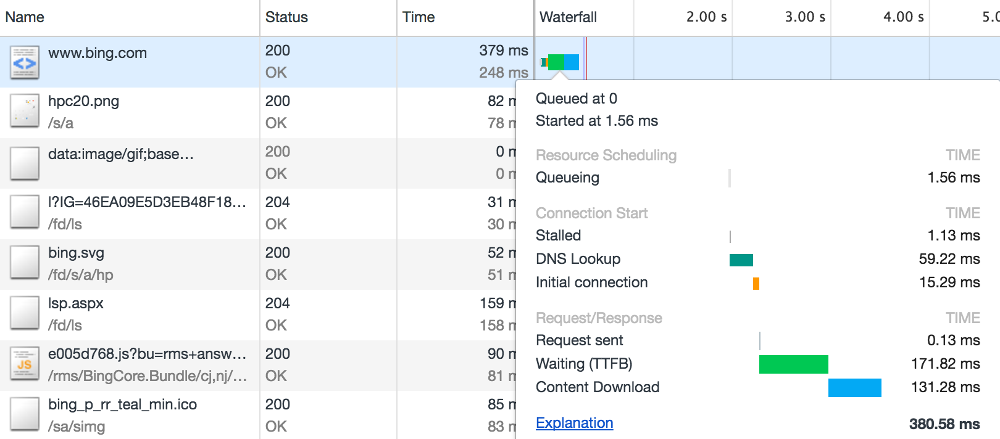 Name Status Time Waterfall 2.00 s 3.00 s 4.00 s 5.0
www.bing.com 200 379 ms
OK 248 ms
hpc20.png 200 82 m
/s/a OK 78 m
data:image/gif;base... 200 0 m
OK 0 m
l?IG=46EA09E5D3EB48F18... 204 31 m
/fd/ls OK 30 m
bing.svg 200 52 m
/fd/s/a/hp OK 51 m
lsp.aspx 204 159 m
/fd/ls OK 158 m
JS
e005d768.js?bu=rms+answ... 200 90 m
/rms/BingCore.Bundle/cj,nj/... OK 81 m
bing_p_rr_teal_min.ico 200 85 m
/sa/simg OK 83 m
Queued at 0
Started at 1.56 ms
Resource Scheduling TIME
Queueing 1.56 ms
Connection Start TIME
Stalled 1.13 ms
DNS Lookup 59.22 ms
Initial connection 15.29 ms
Request/Response TIME
Request sent 0.13 ms
Waiting (TTFB) 171.82 ms
Content Download 131.28 ms
Explanation 380.58 ms